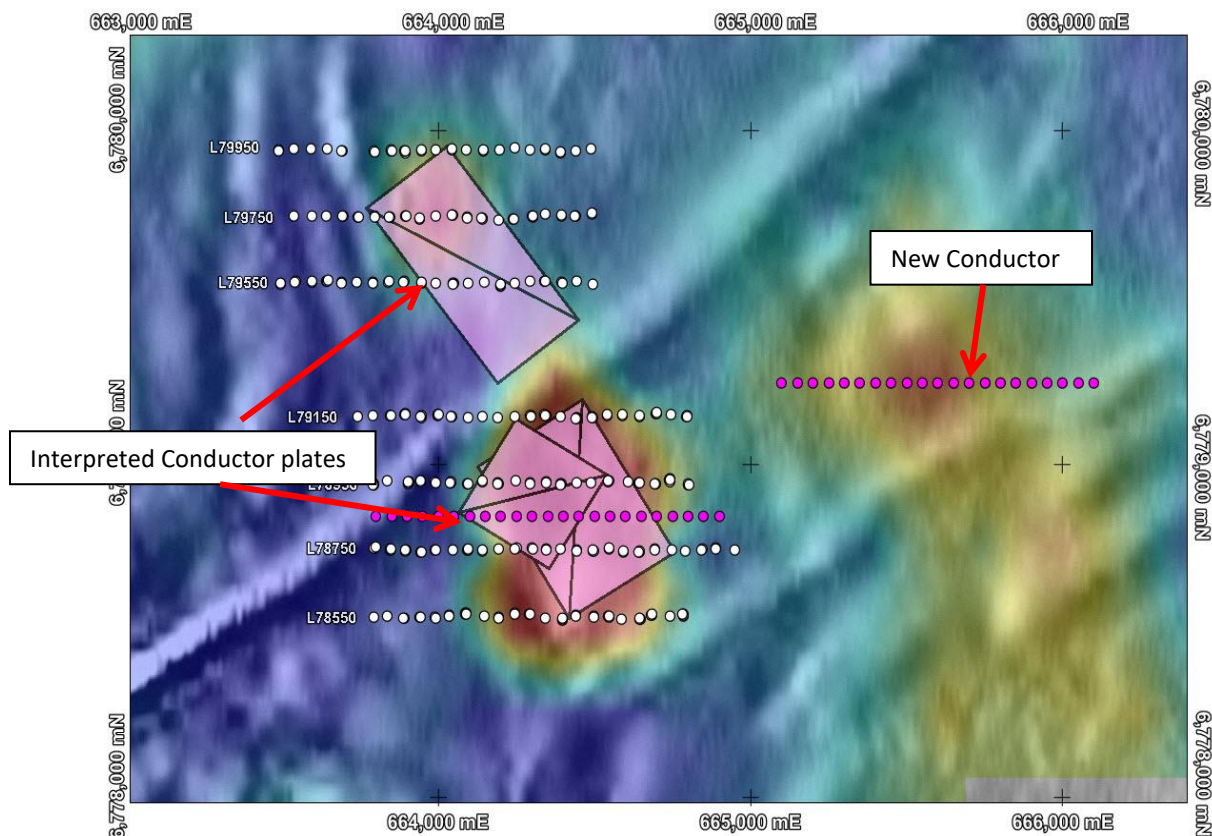 663,000 mE 664,000 mE 665,000 mE 666,000 mE
6,780,000 mN
6,780,000 mN
L79950
L79750
New Conductor
L79550
L79150
6,779,000 mN
Interpreted Conductor plates
L78750
L78550
6,778,000 mN
6,778,000 mN
664,000 mE 665,000 mE 666,000 mE